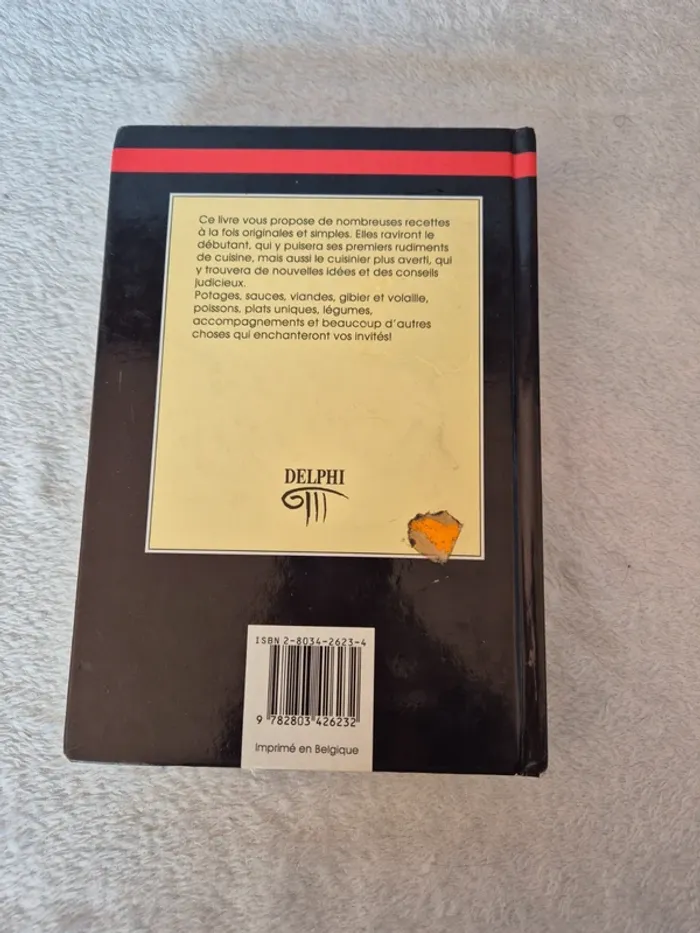 Ce livre vous propose de nombreuses recettes
à la fois originales et simples. Elles raviront le
débutant, qui y puisera ses premiers rudiments
de cuisine, mais aussi le cuisinier plus averti, qui
y trouvera de nouvelles idées et des conseils
judicieux.
Potages, sauces, viandes, gibier et volaille,
poissons, plats uniques, légumes,
accompagnements et beaucoup d'autres
choses qui enchanteront vos invités!
DELPHI
ISBN 2-8034-2623-4
9 782803 426232
Imprimé en Belgique